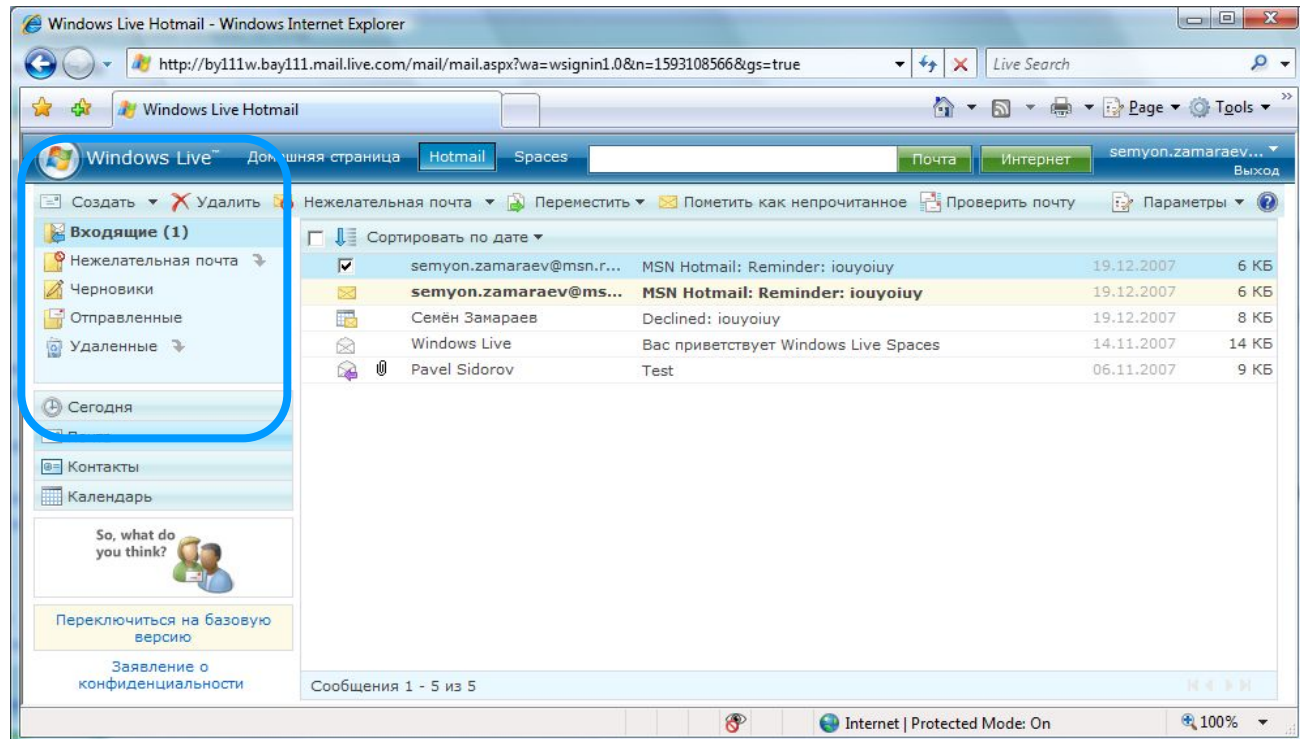 Windows Live Hotmail - Windows Internet Explorer
http://by111w.bay111.mail.live.com/mail/mail.aspx?wa=wsignin1.0&n=1593108566&gs=true
Live Search
Windows Live Hotmail
Page
Tools
Windows Live™ Домашняя страница Hotmail Spaces Почта Интернет semyon.zamaraev...
Выход
Создать Удалить Нежелательная почта Переместить Пометить как непрочитанное Проверить почту Параметры
Входящие (1)
Нежелательная почта
Черновики
Отправленные
Удаленные
Сегодня
Контакты
Календарь
So, what do
you think?
Переключиться на базовую
версию
Заявление о
конфиденциальности
Сортировать по дате
semyon.zamaraev@msn.r... MSN Hotmail: Reminder: iouyoiuy 19.12.2007 6 КБ
semyon.zamaraev@ms... MSN Hotmail: Reminder: iouyoiuy 19.12.2007 6 КБ
Семён Замараев Declined: iouyoiuy 19.12.2007 8 КБ
Windows Live Вас приветствует Windows Live Spaces 14.11.2007 14 КБ
Pavel Sidorov Test 06.11.2007 9 КБ
Сообщения 1 - 5 из 5
Internet | Protected Mode: On
100%